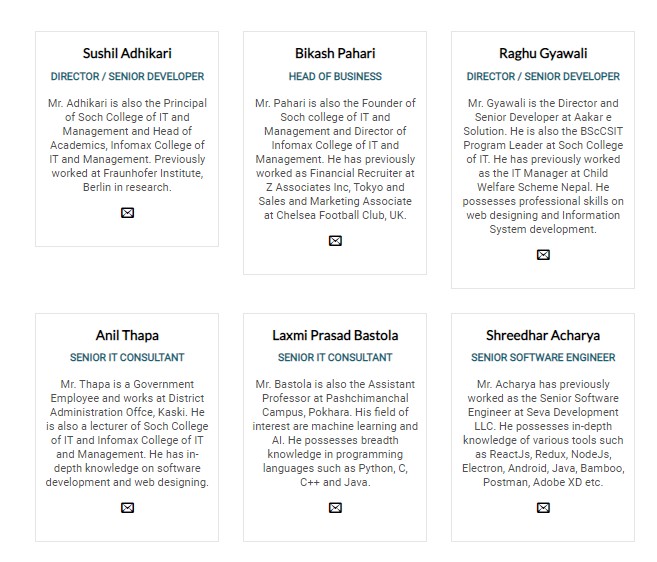 Sushil Adhikari
DIRECTOR / SENIOR DEVELOPER
Mr. Adhikari is also the Principal
of Soch College of IT and
Management and Head of
Academics, Infomax College of
IT and Management. Previously
worked at Fraunhofer Institute,
Berlin in research.
Bikash Pahari
HEAD OF BUSINESS
Mr. Pahari is also the Founder of
Soch college of IT and
Management and Director of
Infomax College of IT and
Management. He has previously
worked as Financial Recruiter at
Z Associates Inc, Tokyo and
Sales and Marketing Associate
at Chelsea Football Club, UK.
Raghu Gyawali
DIRECTOR / SENIOR DEVELOPER
Mr. Gyawali is the Director and
Senior Developer at Aakar e
Solution. He is also the BScCSIT
Program Leader at Soch College
of IT. He has previously worked
as the IT Manager at Child
Welfare Scheme Nepal. He
possesses professional skills on
web designing and Information
System development.
Anil Thapa
SENIOR IT CONSULTANT
Mr. Thapa is a Government
Employee and works at District
Administration Offce, Kaski. He
is also a lecturer of Soch College
of IT and Infomax College of IT
and Management. He has in-
depth knowledge on software
development and web designing.
Laxmi Prasad Bastola
SENIOR IT CONSULTANT
Mr. Bastola is also the Assistant
Professor at Pashchimanchal
Campus, Pokhara. His field of
interest are machine learning and
AI. He possesses breadth
knowledge in programming
languages such as Python, C,
C++ and Java.
Shreedhar Acharya
SENIOR SOFTWARE ENGINEER
Mr. Acharya has previously
worked as the Senior Software
Engineer at Seva Development
LLC. He possesses in-depth
knowledge of various tools such
as ReactJs, Redux, NodeJs,
Electron, Android, Java, Bamboo,
Postman, Adobe XD etc.